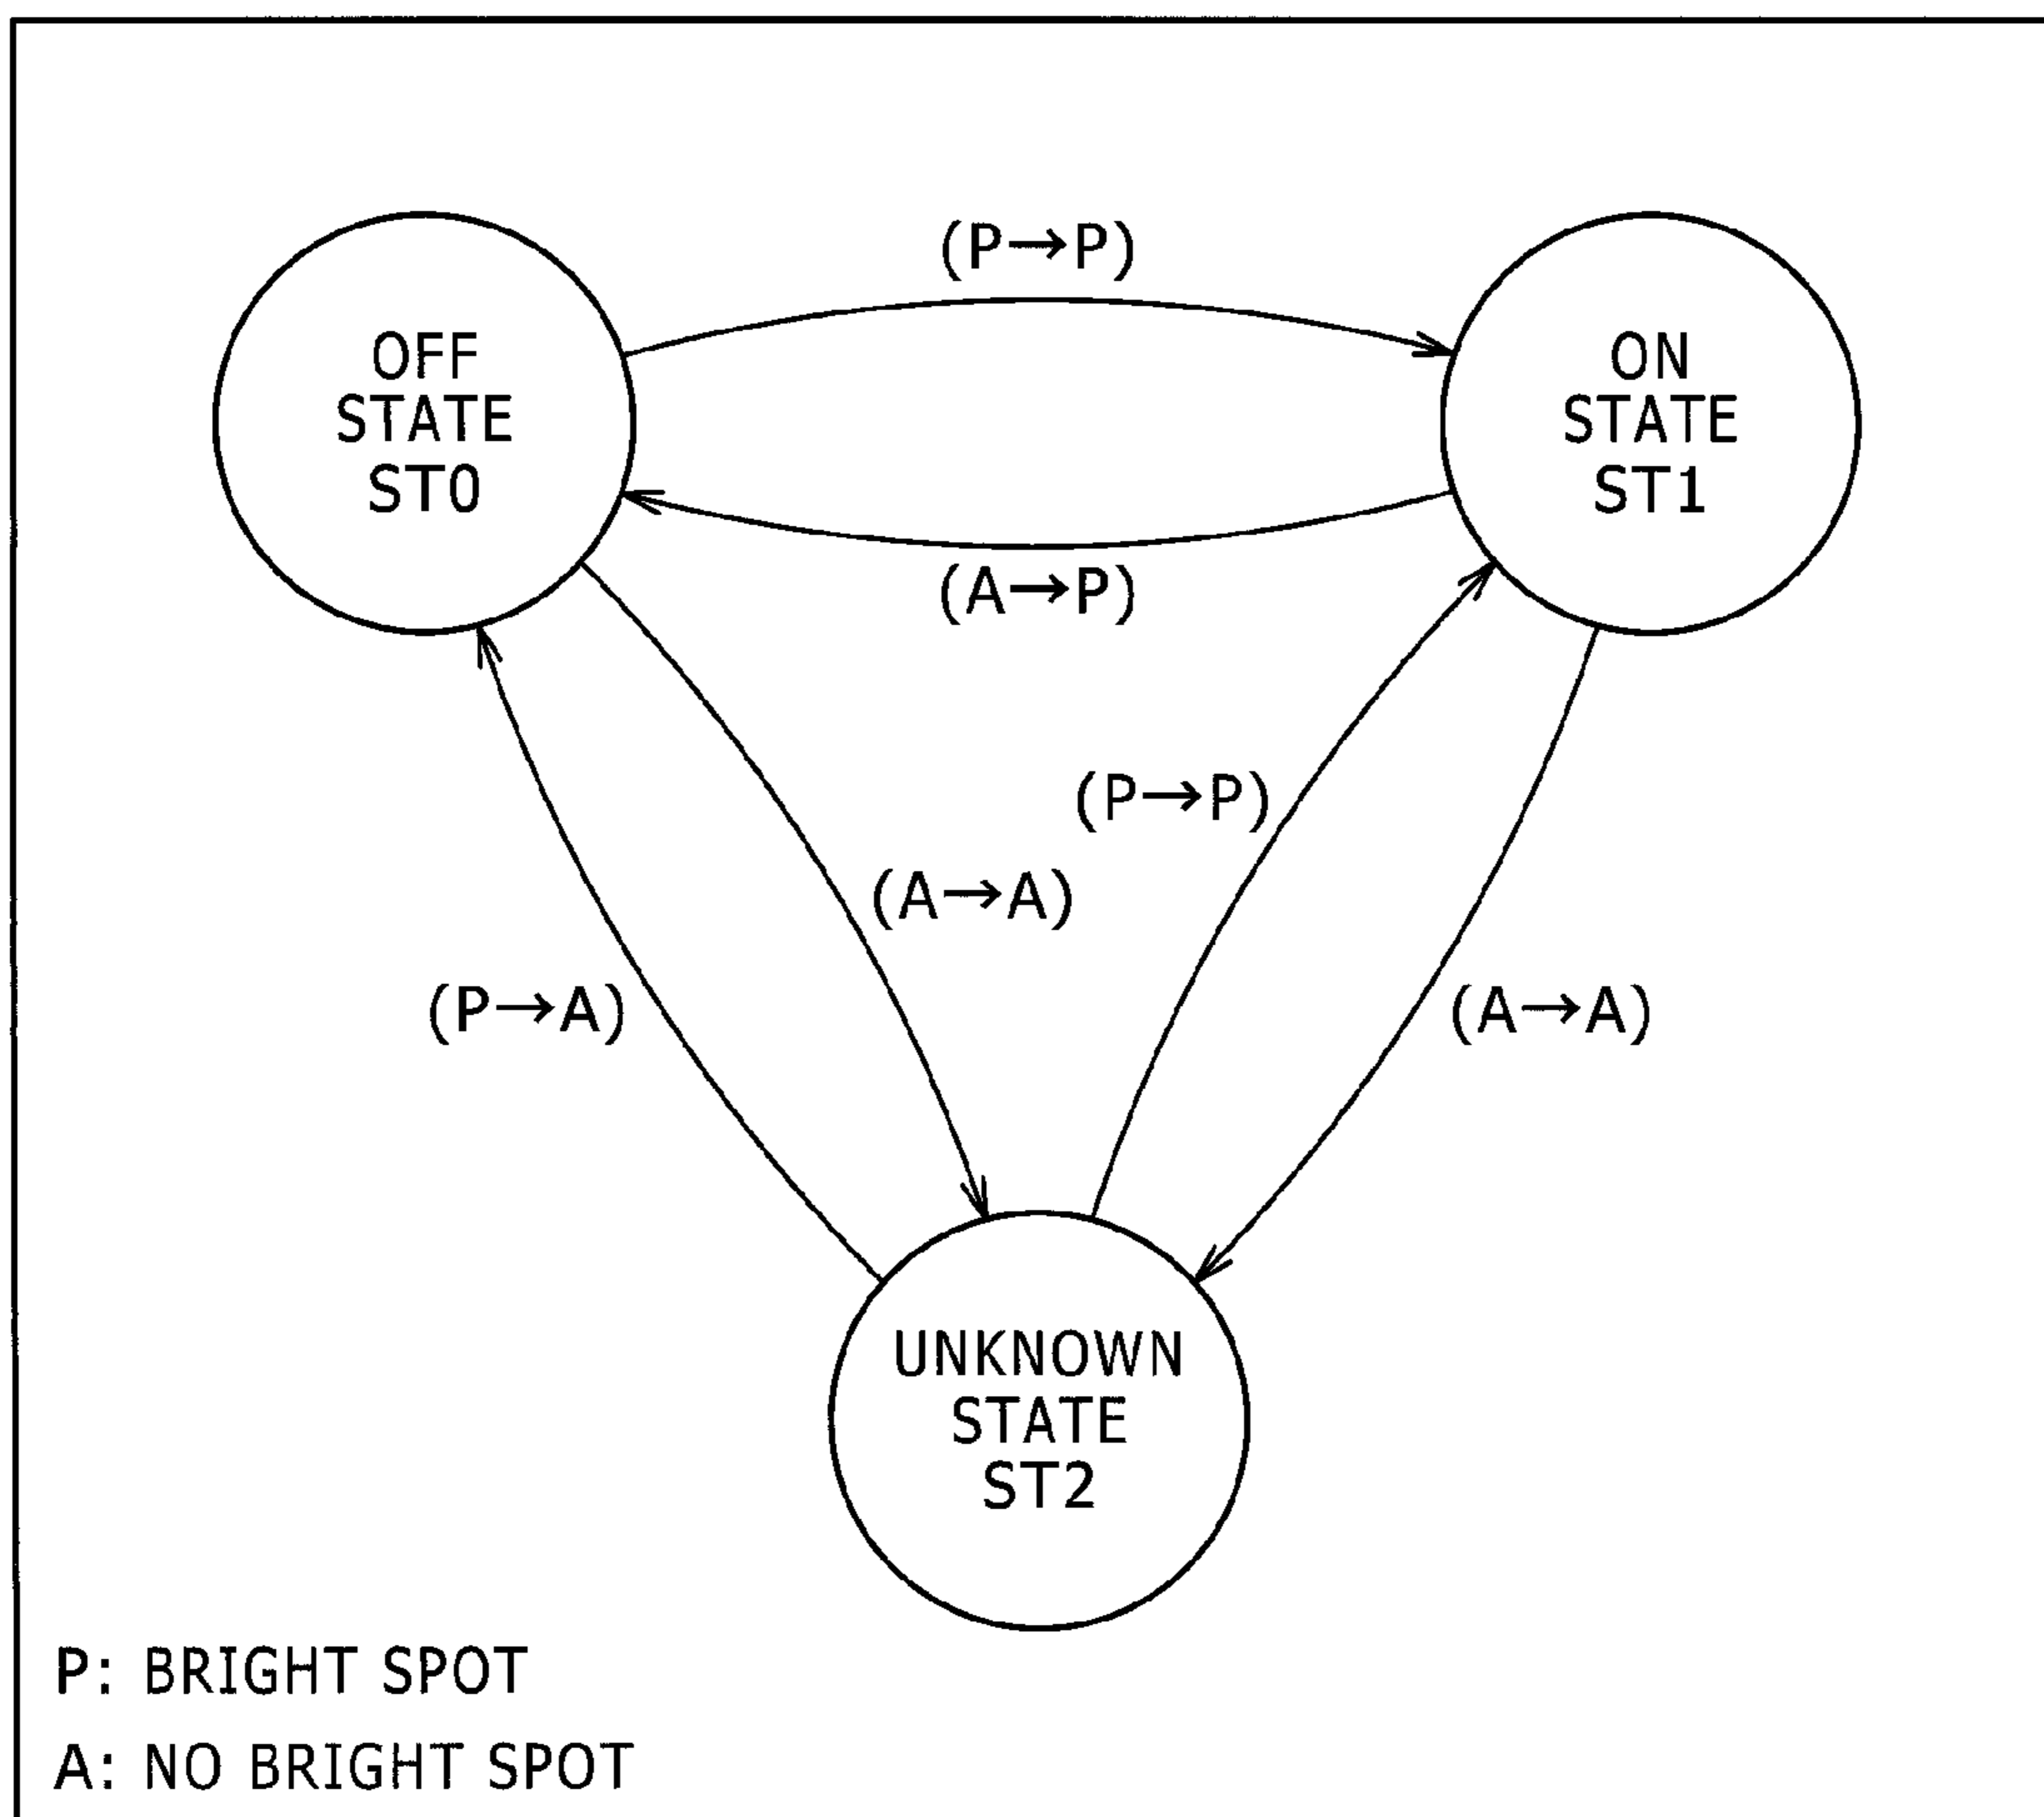 (P→P)
OFF
STATE
ST0
ON
STATE
ST1
(A→P)
(P→P)
(A→A)
(P→A)
(A→A)
UNKNOWN
STATE
ST2
P: BRIGHT SPOT
A: NO BRIGHT SPOT